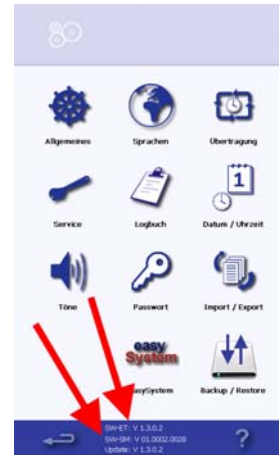 Allgemeines Sprachen Übertragung
Service Logbuch Datum / Uhrzeit
Töne Passwort Import / Export
easy
System
easySystem Backup / Restore
SW-ET: V 1.3.0.2
SW-SM: V 01.0002.0028
Update: V 1.3.0.2
?
1